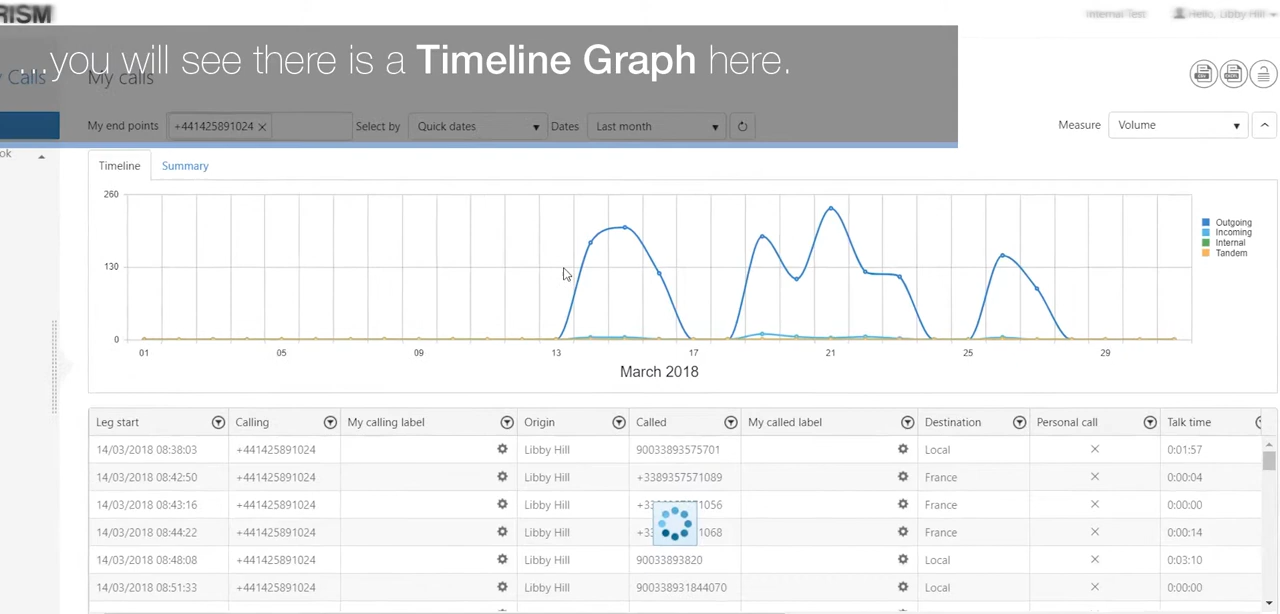 RISM
Internal Test Hello, Libby Hill
...you will see there is a Timeline Graph here.
Calls My calls
My end points +441425891024 Select by Quick dates Dates Last month Measure Volume
ok
Timeline Summary
260
130
0
01 05 09 13 17 21 25 29
March 2018
Outgoing
Incoming
Internal
Tandem
Leg start Calling My calling label Origin Called My called label Destination Personal call Talk time
14/03/2018 08:38:03 +441425891024 Libby Hill 90033893575701 Local 0:01:57
14/03/2018 08:42:50 +441425891024 Libby Hill +3389357571089 France 0:00:04
14/03/2018 08:43:16 +441425891024 Libby Hill France 0:00:00
14/03/2018 08:44:22 +441425891024 Libby Hill France 0:00:14
14/03/2018 08:48:08 +441425891024 Libby Hill 90033893820 Local 0:03:10
14/03/2018 08:51:33 +441425891024 Libby Hill 900338931844070 Local 0:00:00